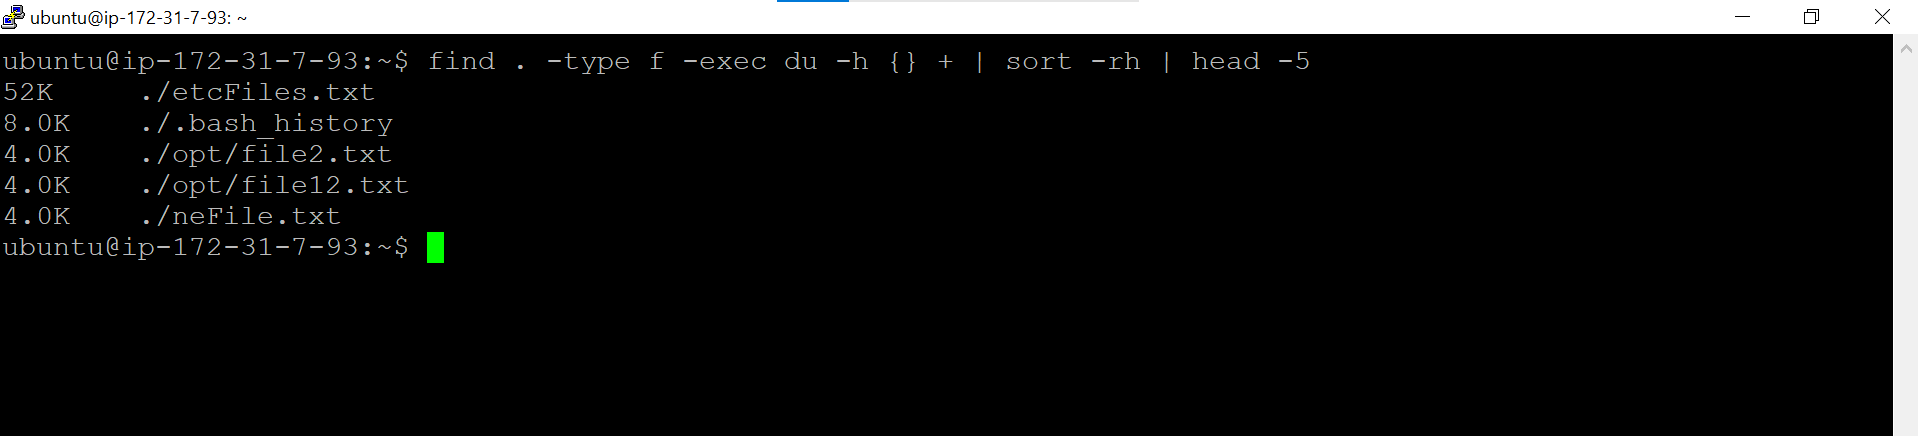 ubuntu@ip-172-31-7-93: ~
ubuntu@ip-172-31-7-93:~$ find . -type f -exec du -h {} + | sort -rh | head -5
52K     ./etcFiles.txt
8.0K    ./.bash_history
4.0K    ./opt/file2.txt
4.0K    ./opt/file12.txt
4.0K    ./neFile.txt
ubuntu@ip-172-31-7-93:~$